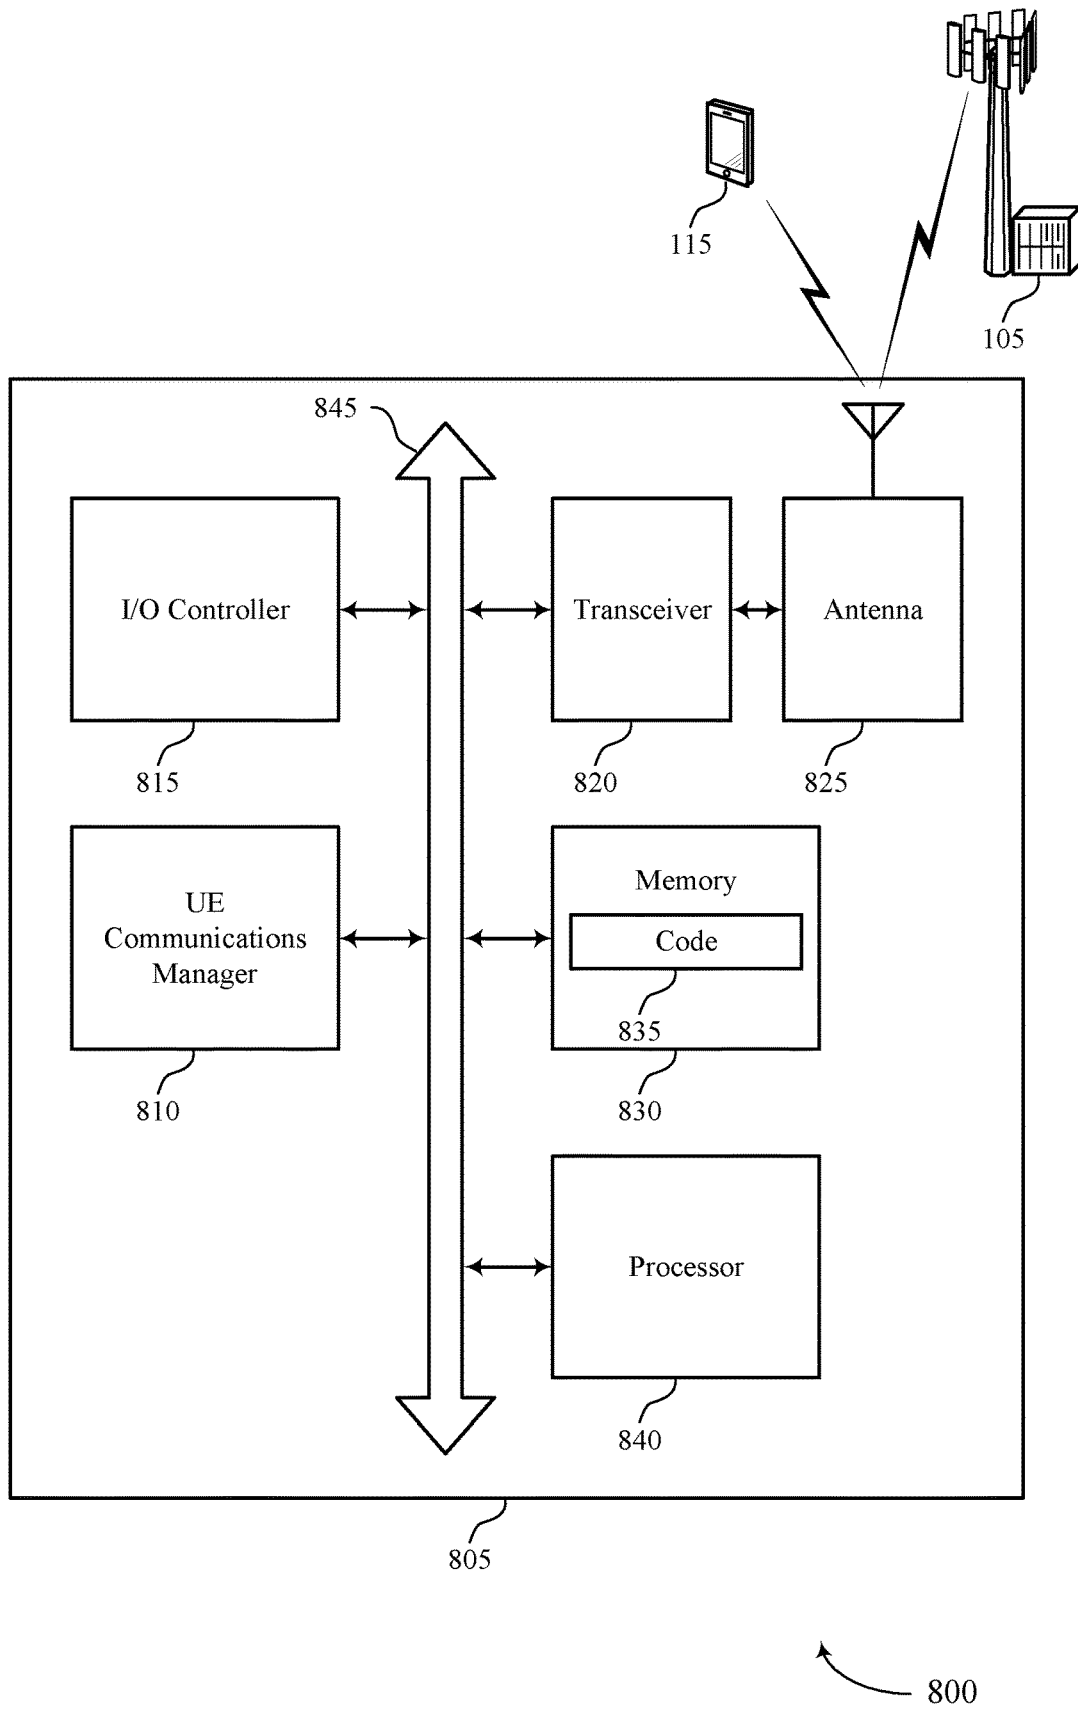 115
105
845
I/O Controller
Transceiver
Antenna
815
820
825
UE
Communications
Manager
Memory
Code
835
810
830
Processor
840
805
800